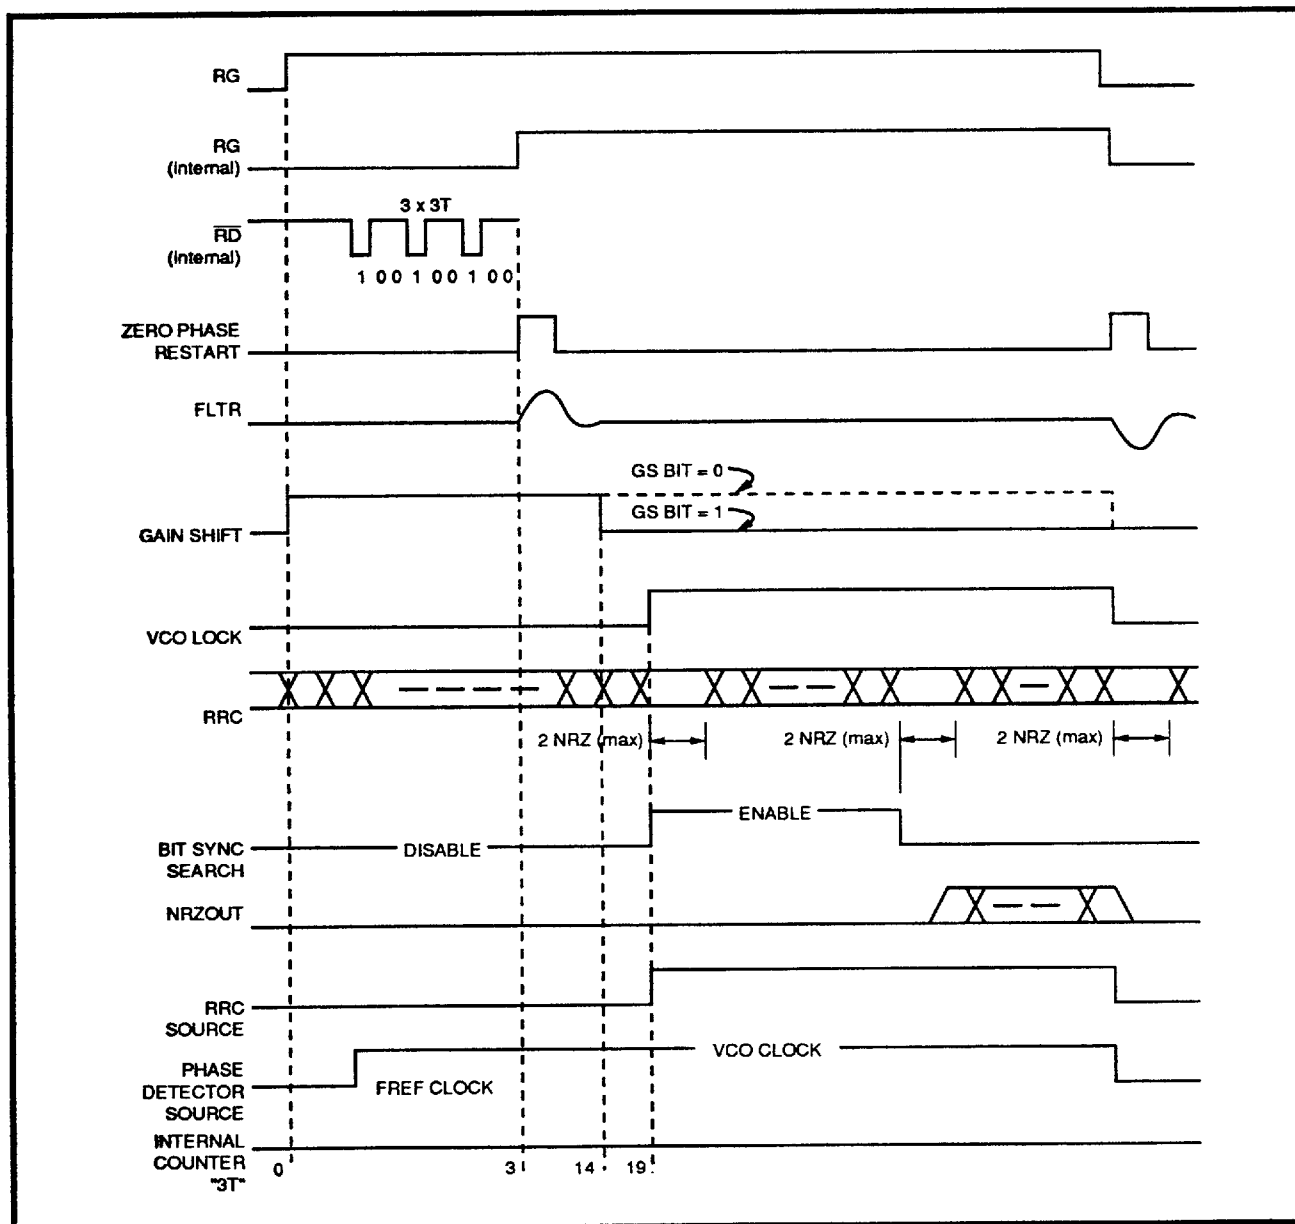 RG
RG
(internal)
3 x 3T
RD
(internal)
1 0 0 1 0 0 1 0 0
ZERO PHASE
RESTART
FLTR
GS BIT = 0
GS BIT = 1
GAIN SHIFT
VCO LOCK
RRC
2 NRZ (max) 2 NRZ (max) 2 NRZ (max)
ENABLE
BIT SYNC
SEARCH
DISABLE
NRZOUT
RRC
SOURCE
VCO CLOCK
PHASE
DETECTOR
SOURCE
FREF CLOCK
INTERNAL
COUNTER
"3T"
0 3 14 19